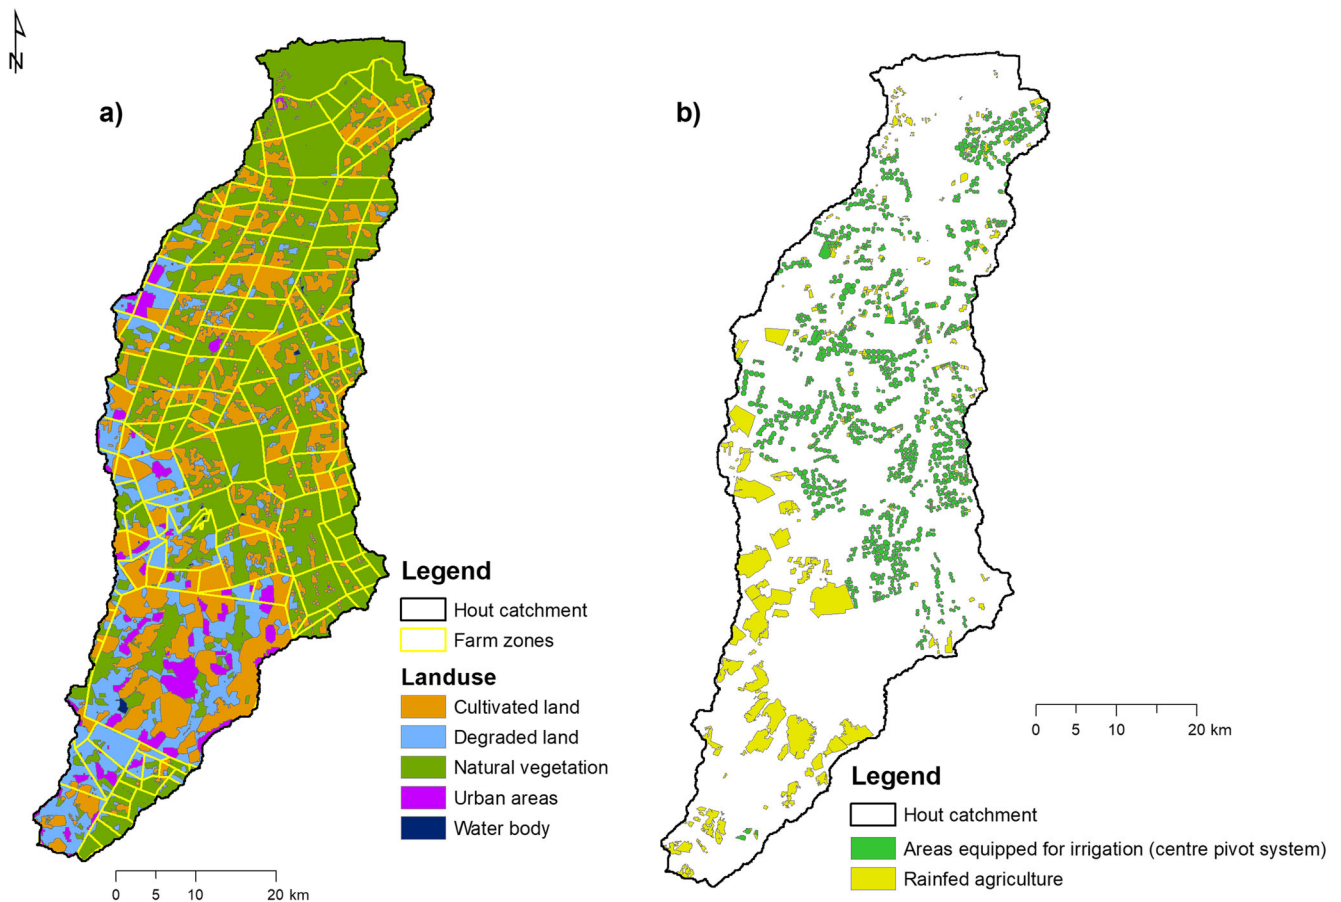 N
a)
b)
Legend
Hout catchment
Farm zones
Landuse
Cultivated land
Degraded land
Natural vegetation
Urban areas
Water body
0 5 10 20 km
0 5 10 20 km
Legend
Hout catchment
Areas equipped for irrigation (centre pivot system)
Rainfed agriculture